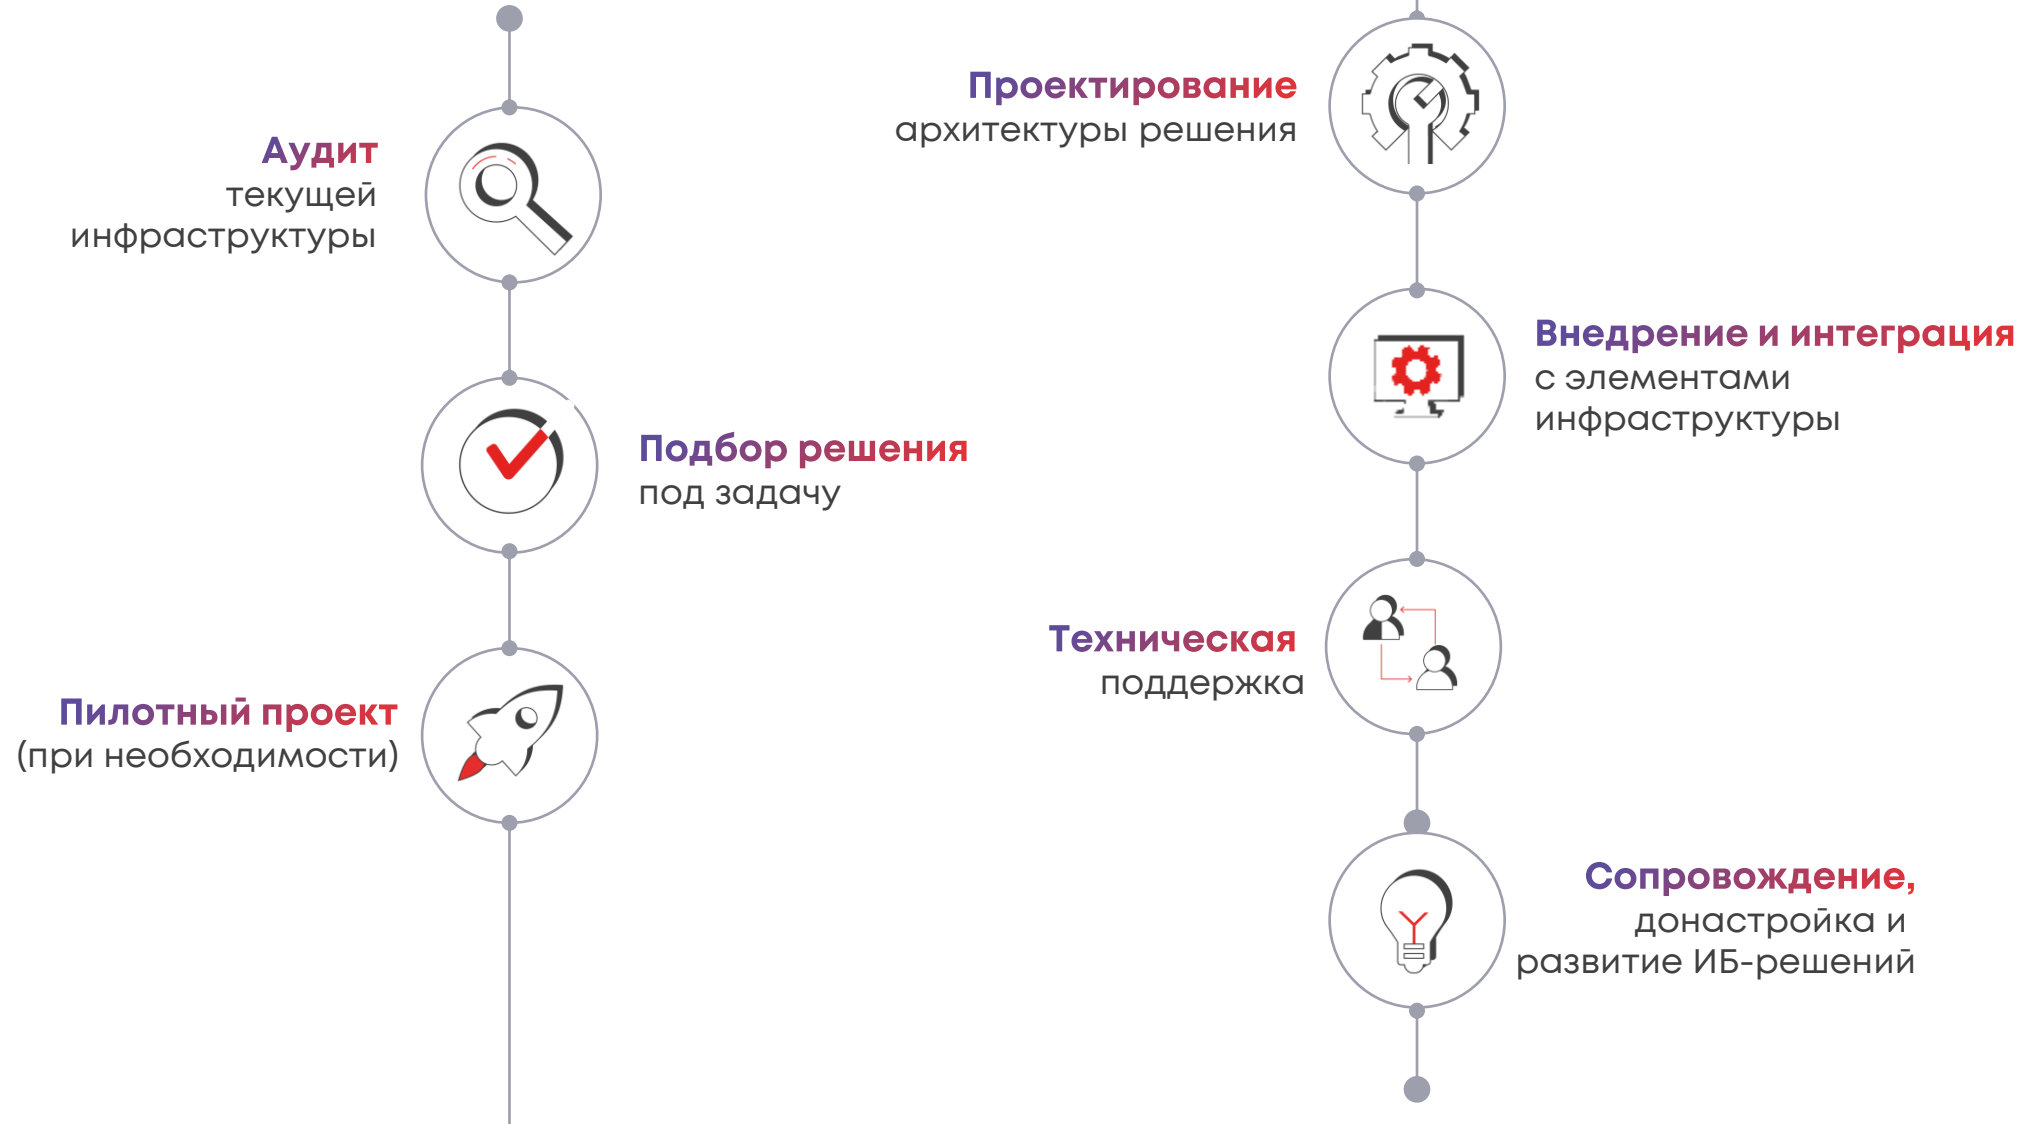 Аудит
текущей
инфраструктуры
Подбор решения
под задачу
Пилотный проект
(при необходимости)
Проектирование
архитектуры решения
Внедрение и интеграция
с элементами
инфраструктуры
Техническая
поддержка
Сопровождение,
донастройка и
развитие ИБ-решений